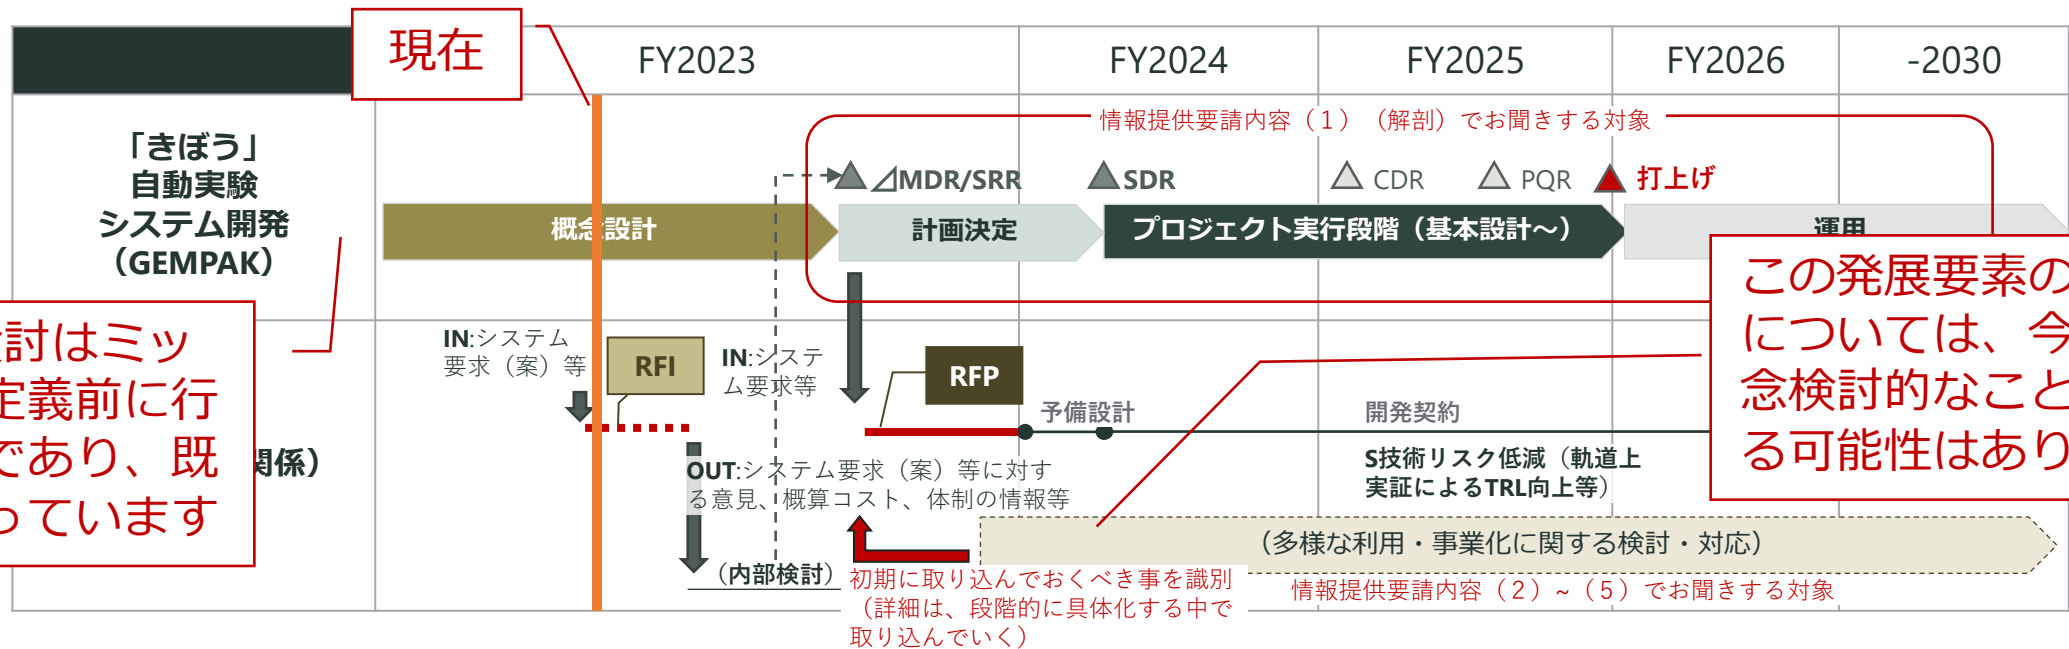 現在
FY2023
FY2024
FY2025
FY2026
-2030
情報提供要請内容（１）（解剖）でお聞きする対象
「きぼう」
自動実験
システム開発
（GEMPAK）
MDR/SRR
SDR
CDR
PQR
打上げ
概念設計
計画決定
プロジェクト実行段階（基本設計～）
運用
討はミッ
定義前に行
であり、既
っています
関係）
IN:システム
要求（案）等
RFI
IN:システ
ム要求等
RFP
予備設計
開発契約
この発展要素の
については、今
念検討的なこと
る可能性はあり
OUT:システム要求（案）等に対す
る意見、概算コスト、体制の情報等
S技術リスク低減（軌道上
実証によるTRL向上等）
（多様な利用・事業化に関する検討・対応）
（内部検討）
初期に取り込んでおくべき事を識別
（詳細は、段階的に具体化する中で
取り込んでいく）
情報提供要請内容（２）~（５）でお聞きする対象